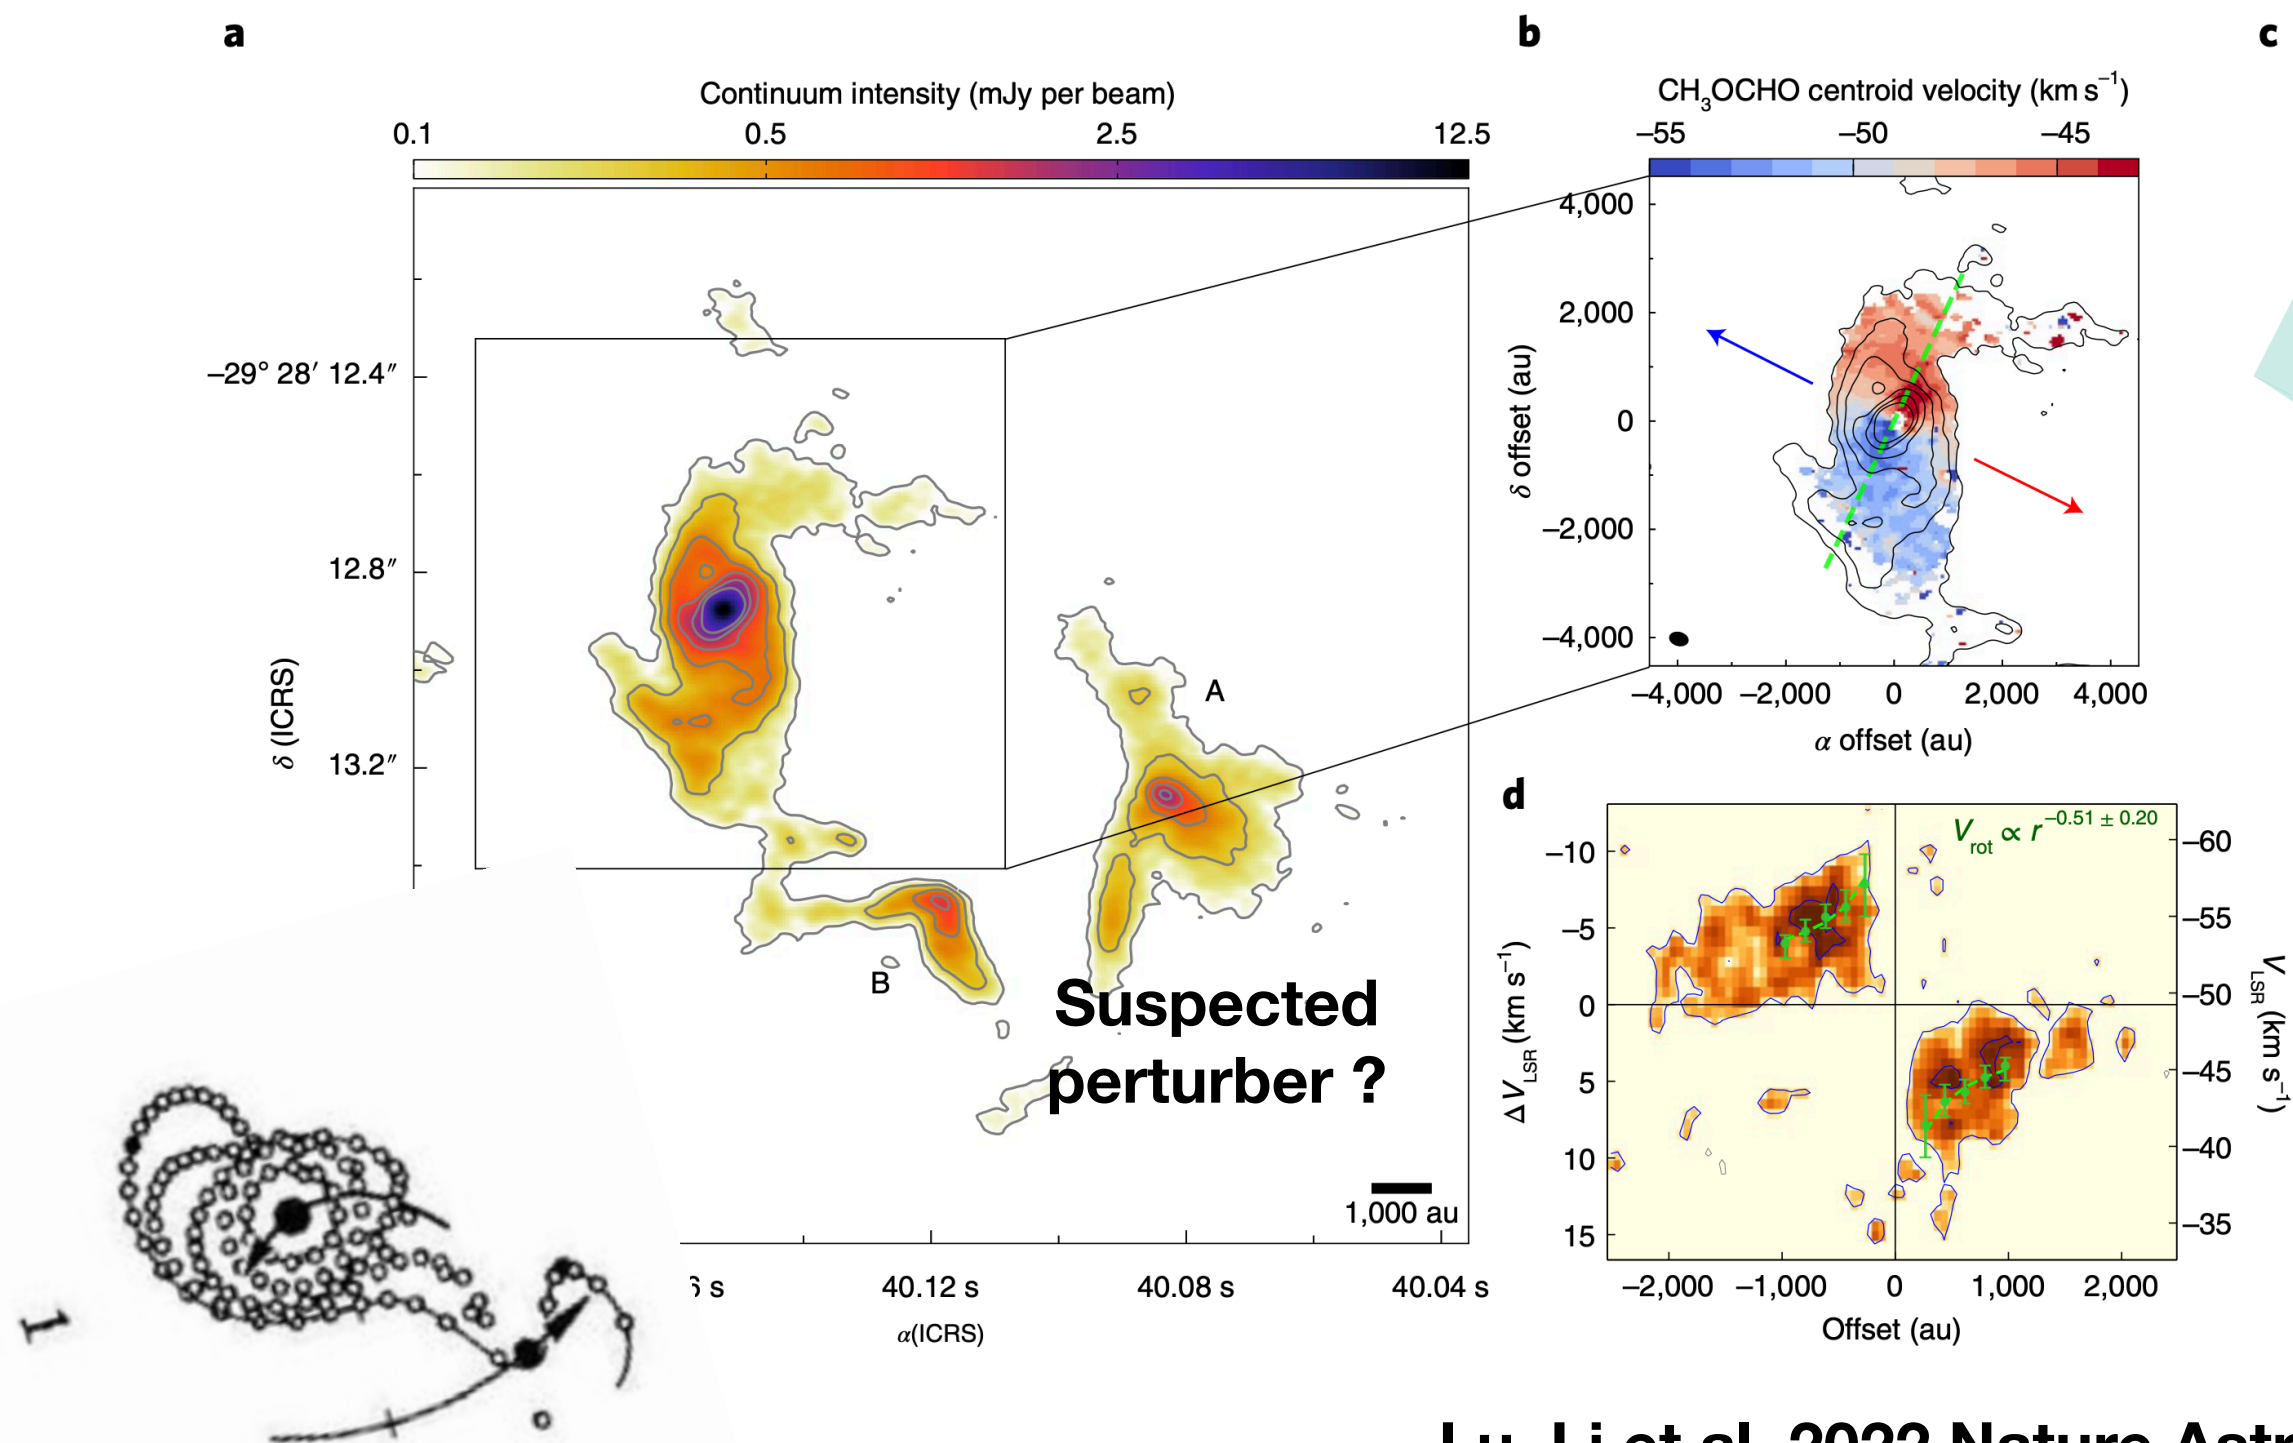 a
Continuum intensity (mJy per beam)
0.1 0.5 2.5 12.5
−29° 28′ 12.4″
12.8″
13.2″
δ (ICRS)
A
B
Suspected
perturber ?
1,000 au
s 40.12 s 40.08 s 40.04 s
α(ICRS)
1
b
CH₃OCHO centroid velocity (km s⁻¹)
−55 −50 −45
4,000
2,000
0
−2,000
−4,000
δ offset (au)
−4,000 −2,000 0 2,000 4,000
α offset (au)
c
d
V_rot ∝ r^−0.51 ± 0.20
−10
−5
0
5
10
15
ΔV_LSR (km s⁻¹)
−60
−55
−50
−45
−40
−35
V_LSR (km s⁻¹)
−2,000 −1,000 0 1,000 2,000
Offset (au)